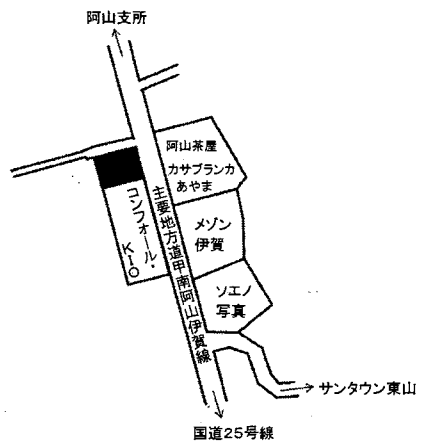 阿山支所
阿山茶屋
カサブランカ
あやま
コンフォール・
KIO
主要地方道甲南阿山伊賀線
メゾン
伊賀
ソエノ
写真
サンタウン東山
国道25号線